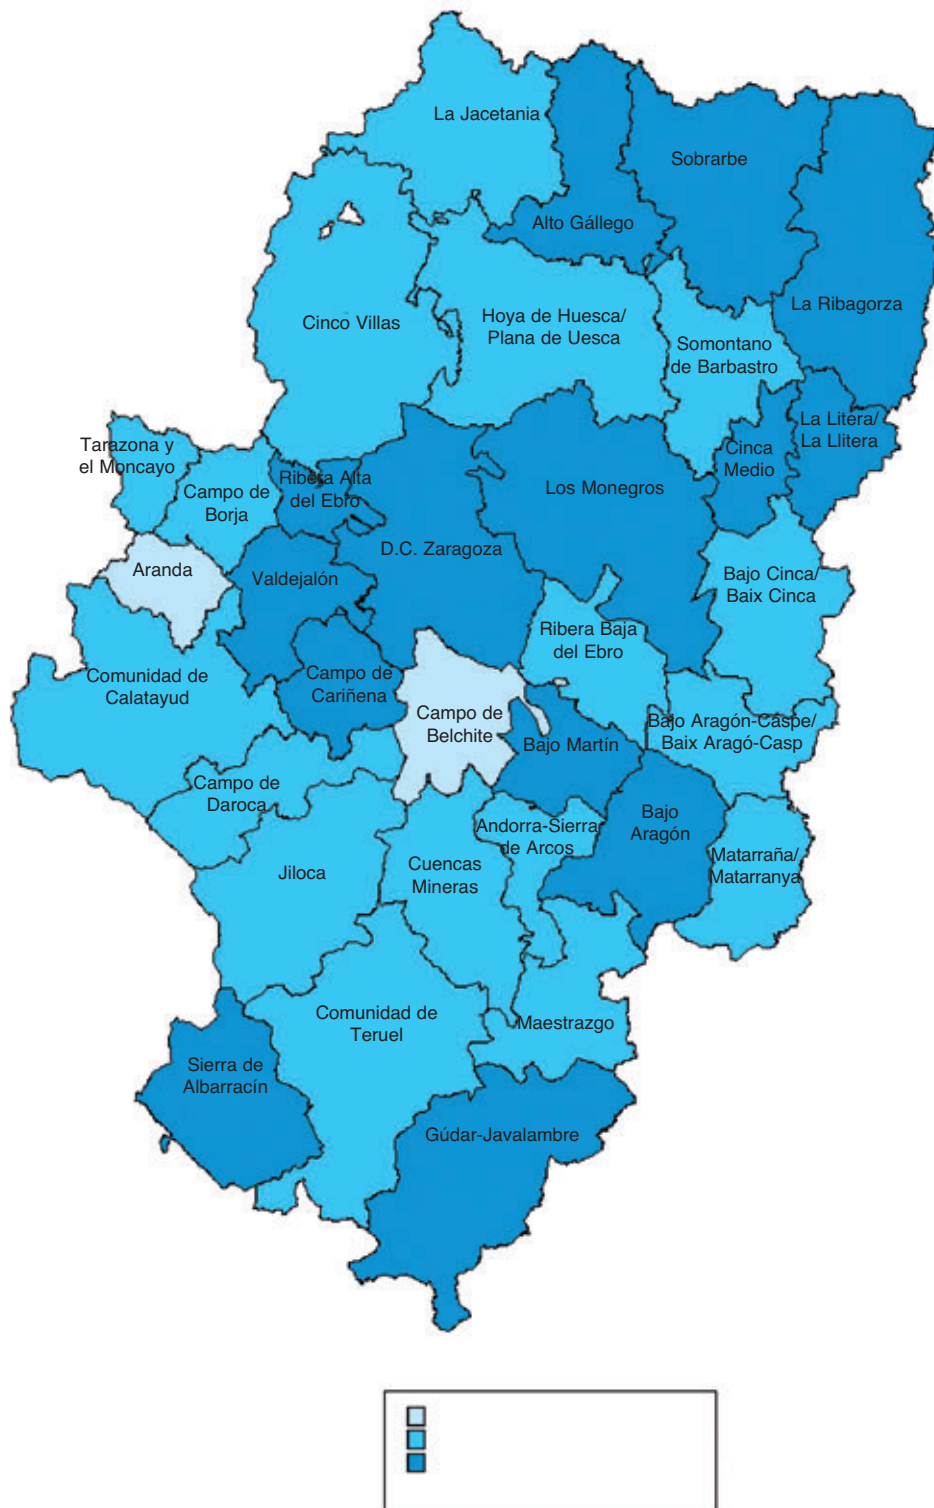 La Jacetania
Sobrarbe
Alto Gállego
La Ribagorza
Cinco Villas
Hoya de Huesca/
Plana de Uesca
Somontano
de Barbastro
La Litera/
La Llitera
Tarazona y
el Moncayo
Cinca
Medio
Ribera Alta
del Ebro
Campo de
Borja
Los Monegros
D.C. Zaragoza
Aranda
Valdejalón
Bajo Cinca/
Baix Cinca
Ribera Baja
del Ebro
Comunidad de
Calatayud
Campo de
Cariñena
Campo de
Belchite
Bajo Aragón-Caspe/
Baix Aragó-Casp
Bajo Martín
Campo de
Daroca
Bajo
Aragón
Andorra-Sierra
de Arcos
Matarraña/
Matarranya
Jiloca
Cuencas
Mineras
Comunidad de
Teruel
Maestrazgo
Sierra de
Albarracín
Gúdar-Javalambre